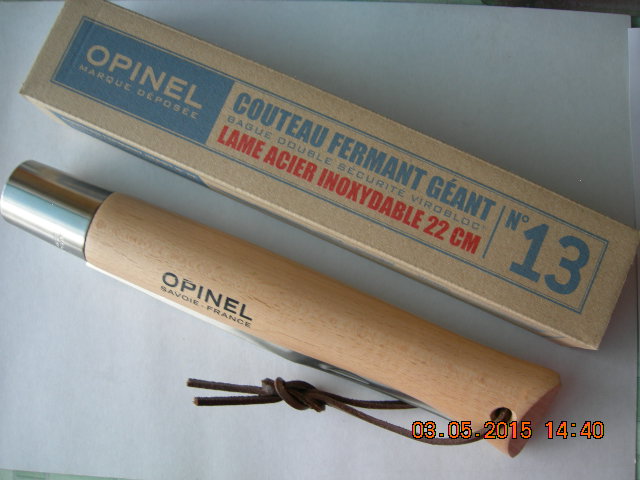 OPINEL
MARQUE DÉPOSÉE
COUTEAU FERMANT GÉANT
BAGUE DOUBLE SÉCURITÉ VIROBLOC
LAME ACIER INOXYDABLE 22 CM
N° 13
OPINEL
SAVOIE - FRANCE
03.05.2015 14:40